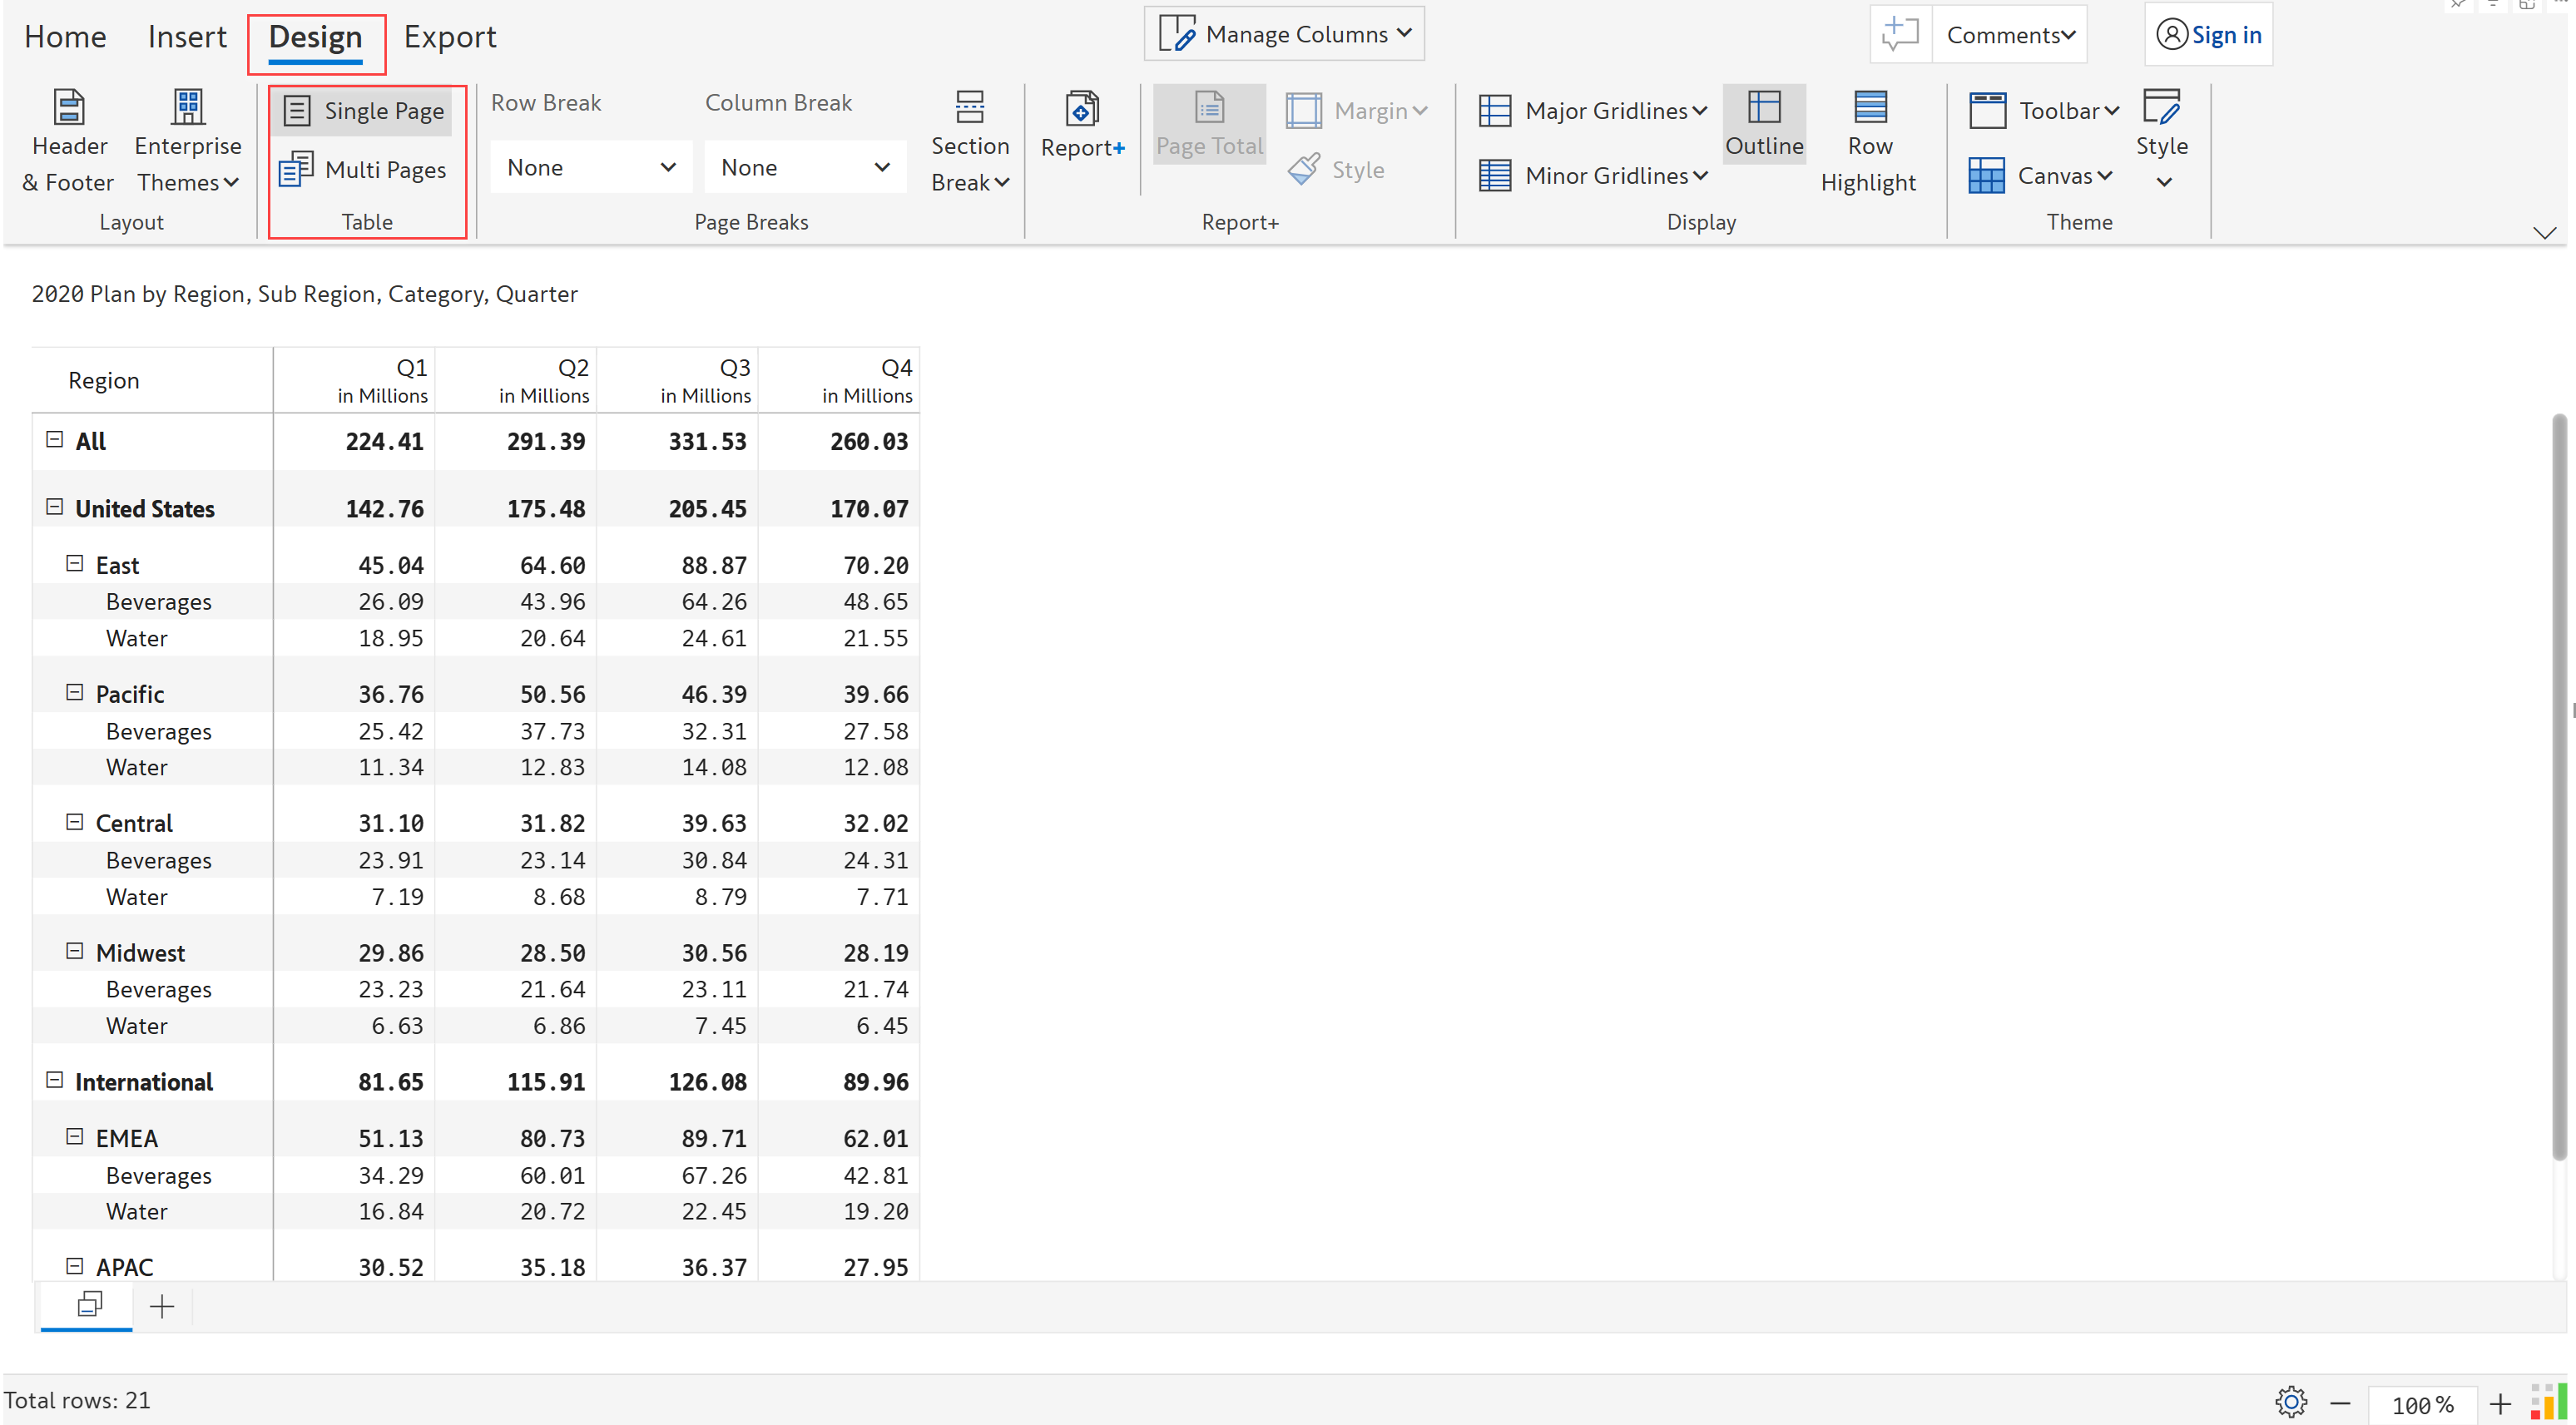 Home Insert Design Export Manage Columns Comments Sign in
Single Page Row Break Column Break Major Gridlines Toolbar
Header Enterprise Multi Pages None None Section Report+ Page Total Margin Outline Row Style
& Footer Themes Break Style Minor Gridlines Highlight Canvas
Layout Table Page Breaks Report+ Display Theme
2020 Plan by Region, Sub Region, Category, Quarter
Region Q1 Q2 Q3 Q4
in Millions in Millions in Millions in Millions
All 224.41 291.39 331.53 260.03
United States 142.76 175.48 205.45 170.07
East 45.04 64.60 88.87 70.20
Beverages 26.09 43.96 64.26 48.65
Water 18.95 20.64 24.61 21.55
Pacific 36.76 50.56 46.39 39.66
Beverages 25.42 37.73 32.31 27.58
Water 11.34 12.83 14.08 12.08
Central 31.10 31.82 39.63 32.02
Beverages 23.91 23.14 30.84 24.31
Water 7.19 8.68 8.79 7.71
Midwest 29.86 28.50 30.56 28.19
Beverages 23.23 21.64 23.11 21.74
Water 6.63 6.86 7.45 6.45
International 81.65 115.91 126.08 89.96
EMEA 51.13 80.73 89.71 62.01
Beverages 34.29 60.01 67.26 42.81
Water 16.84 20.72 22.45 19.20
APAC 30.52 35.18 36.37 27.95
Total rows: 21 100%